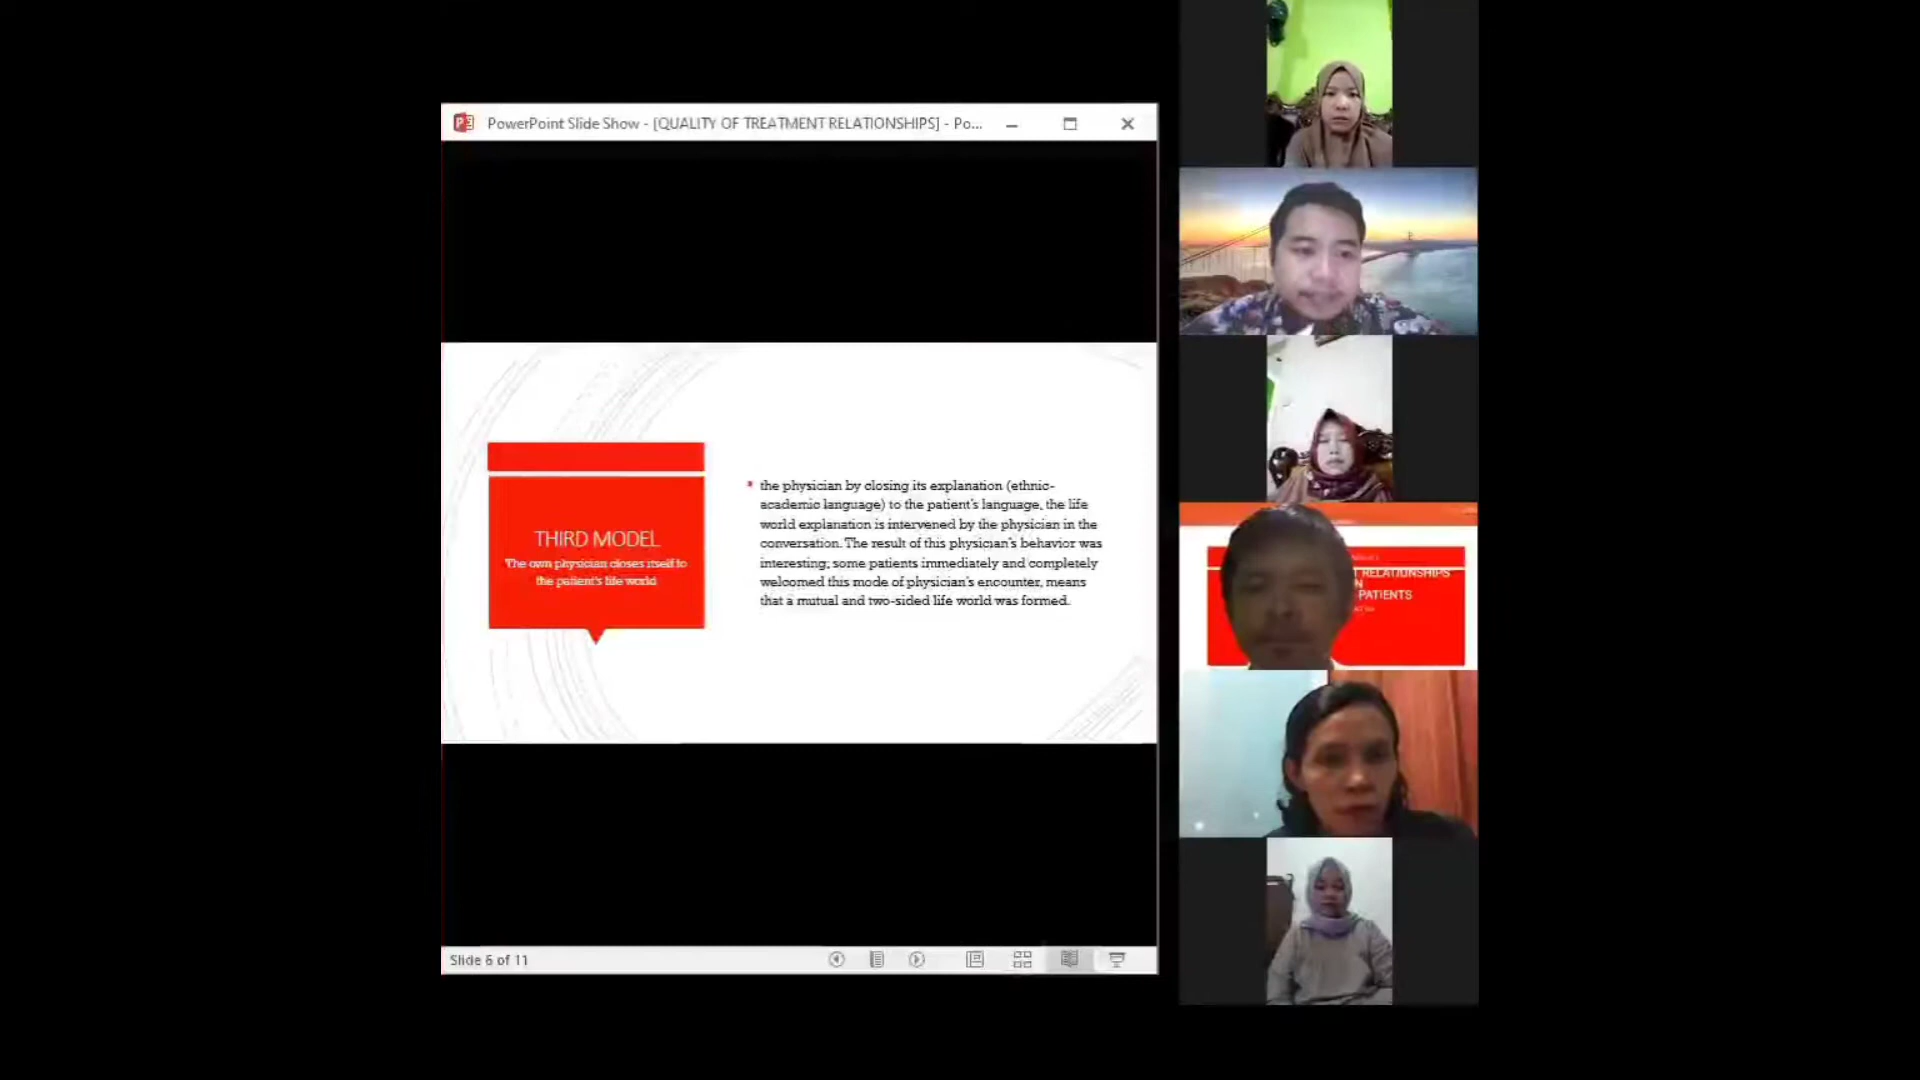 PowerPoint Slide Show - [QUALITY OF TREATMENT RELATIONSHIPS] - Po...
THIRD MODEL
The own physician closes itself to
the patient's life world
* the physician by closing its explanation (ethnic-
academic language) to the patient's language, the life
world explanation is intervened by the physician in the
conversation. The result of this physician's behavior was
interesting; some patients immediately and completely
welcomed this mode of physician's encounter, means
that a mutual and two-sided life world was formed.
RELATIONSHIPS
PATIENTS
Slide 6 of 11